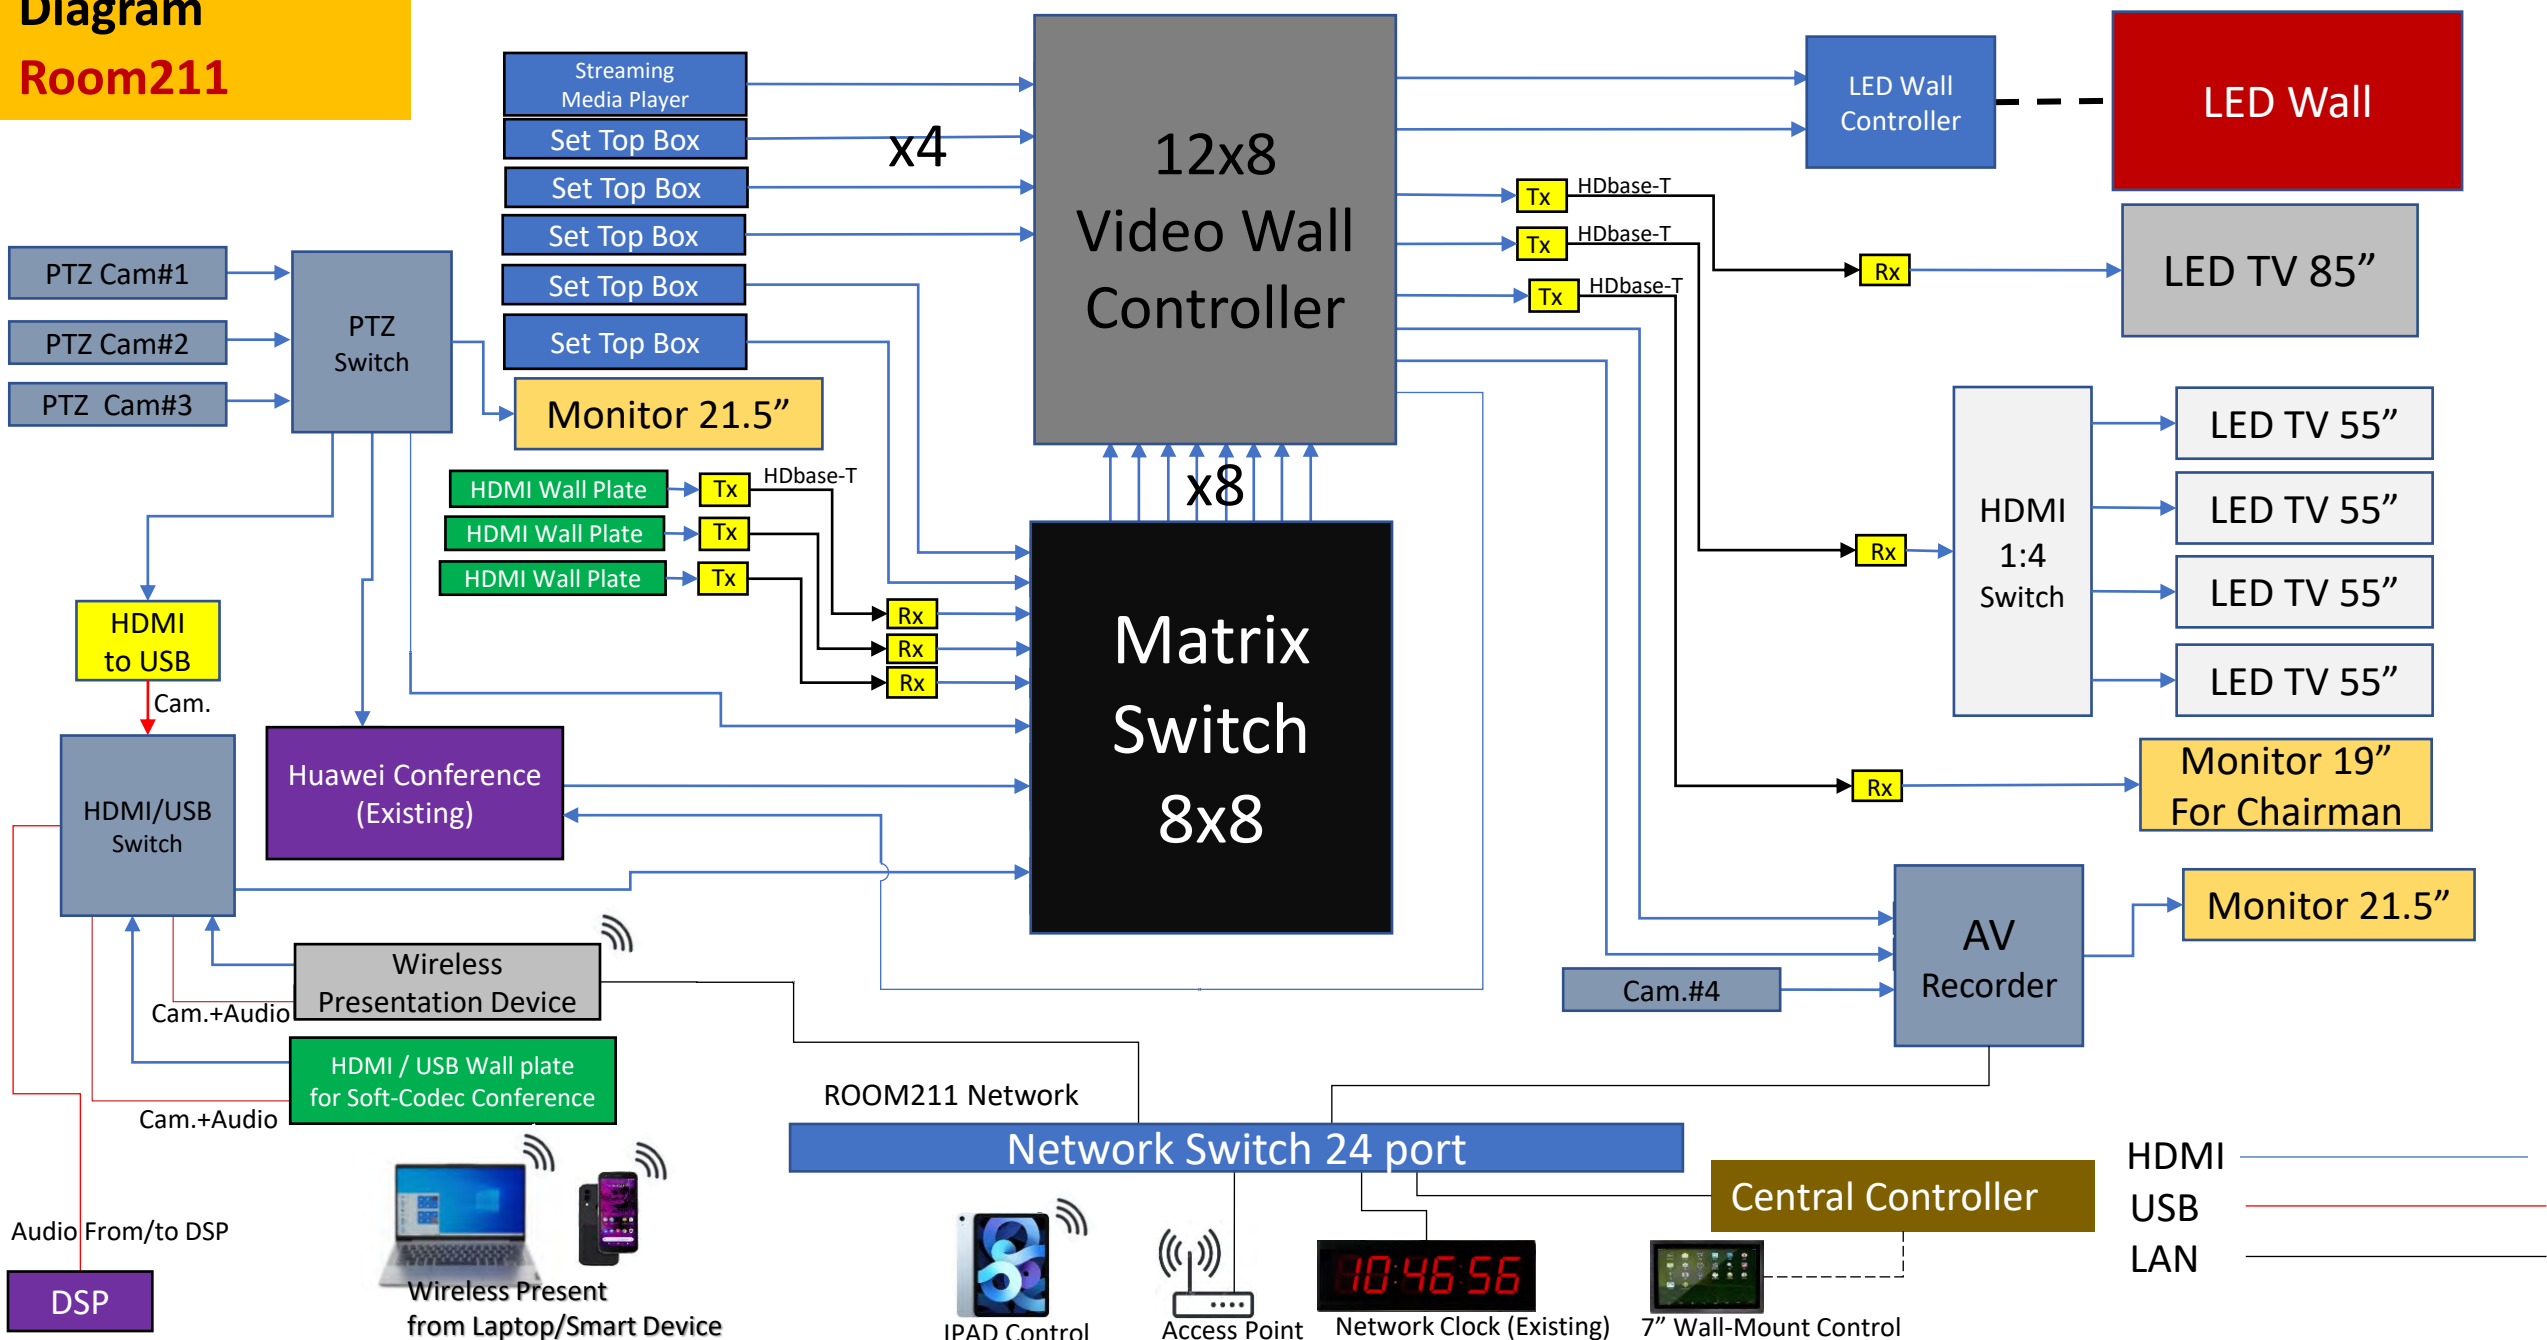 Diagram
Room211
Streaming
Media Player
Set Top Box
x4
Set Top Box
Set Top Box
Set Top Box
Set Top Box
12x8
Video Wall
Controller
LED Wall
Controller
LED Wall
Tx
HDbase-T
Tx
HDbase-T
Tx
HDbase-T
Rx
LED TV 85”
PTZ Cam#1
PTZ Cam#2
PTZ  Cam#3
PTZ
Switch
Monitor 21.5”
HDMI Wall Plate
Tx
HDbase-T
HDMI Wall Plate
Tx
HDMI Wall Plate
Tx
x8
Rx
Rx
Rx
Matrix
Switch
8x8
Rx
HDMI
1:4
Switch
LED TV 55”
LED TV 55”
LED TV 55”
LED TV 55”
HDMI
to USB
Cam.
HDMI/USB
Switch
Huawei Conference
(Existing)
Rx
Monitor 19”
For Chairman
AV
Recorder
Monitor 21.5”
Cam.#4
Wireless
Presentation Device
Cam.+Audio
HDMI / USB Wall plate
for Soft-Codec Conference
Cam.+Audio
ROOM211 Network
Network Switch 24 port
Central Controller
HDMI
USB
LAN
Audio From/to DSP
DSP
Wireless Present
from Laptop/Smart Device
IPAD Control
Access Point
10:46:56
Network Clock (Existing)
7” Wall-Mount Control